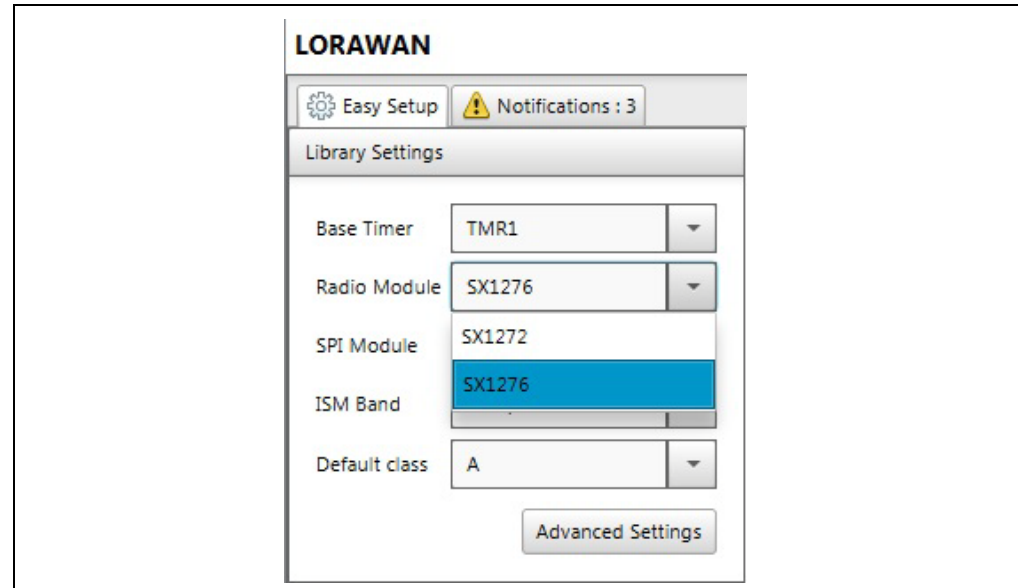 LORAWAN
Easy Setup
Notifications : 3
Library Settings
Base Timer TMR1
Radio Module SX1276
SPI Module SX1272
SX1276
ISM Band
Default class A
Advanced Settings